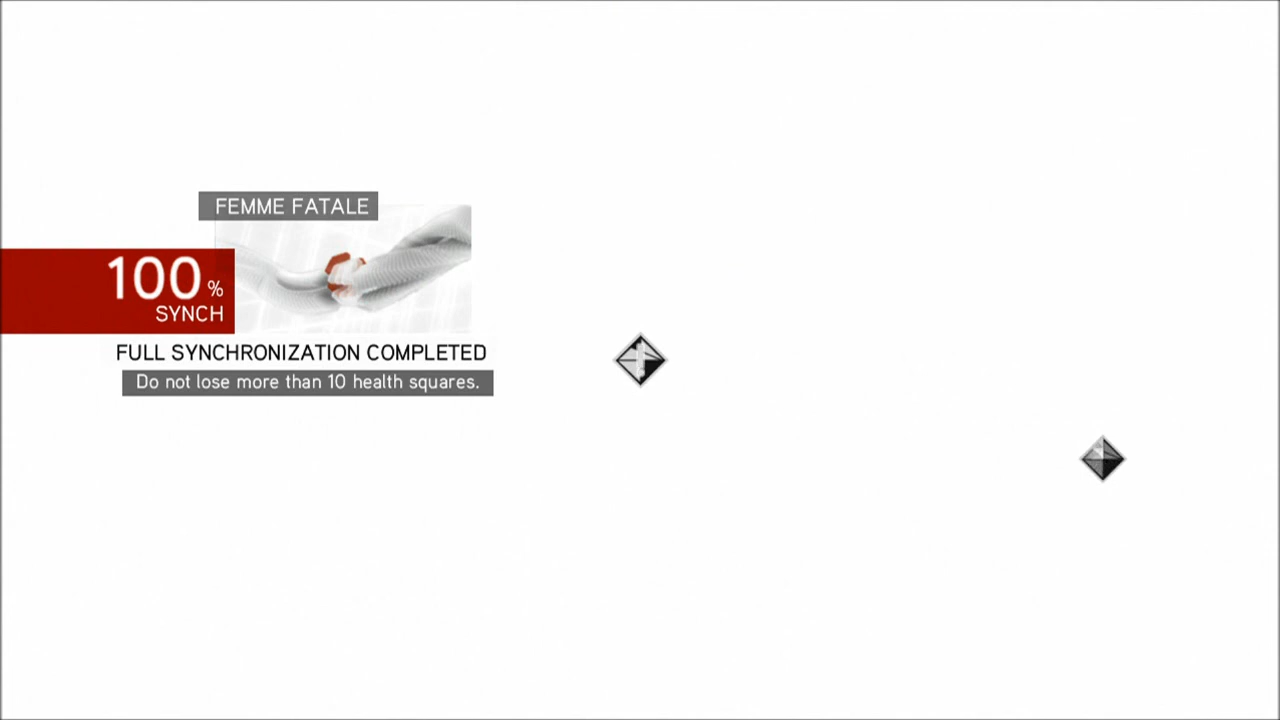 FEMME FATALE
100 %
SYNCH
FULL SYNCHRONIZATION COMPLETED
Do not lose more than 10 health squares.